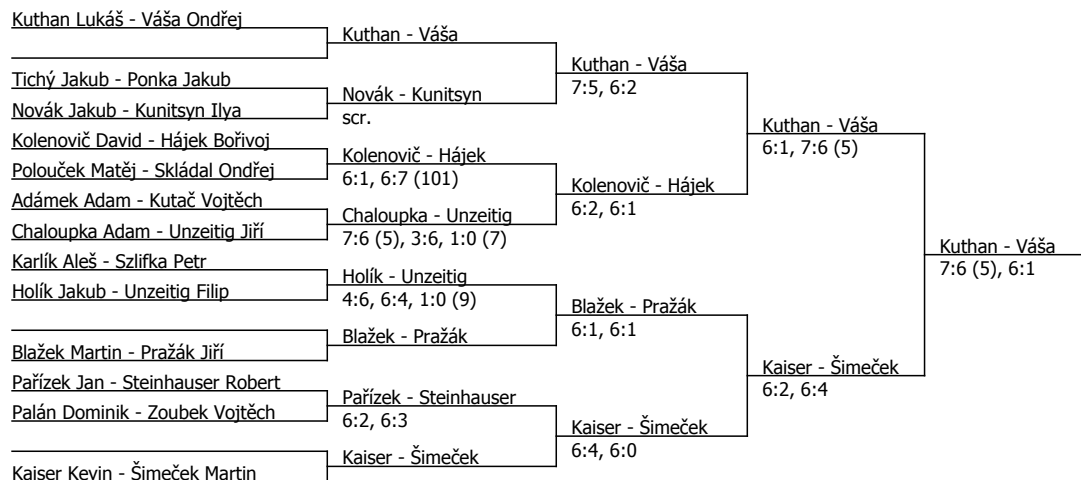 Kuthan Lukáš - Váša Ondřej
Tichý Jakub - Ponka Jakub
Novák Jakub - Kunitsyn Ilya
Kolenovič David - Hájek Bořivoj
Polouček Matěj - Skládal Ondřej
Adámek Adam - Kutač Vojtěch
Chaloupka Adam - Unzeitig Jiří
Karlík Aleš - Szlifka Petr
Holík Jakub - Unzeitig Filip
Blažek Martin - Pražák Jiří
Pařízek Jan - Steinhauser Robert
Palán Dominik - Zoubek Vojtěch
Kaiser Kevin - Šimeček Martin
Kuthan - Váša
Novák - Kunitsyn
scr.
Kolenovič - Hájek
6:1, 6:7 (101)
Chaloupka - Unzeitig
7:6 (5), 3:6, 1:0 (7)
Holík - Unzeitig
4:6, 6:4, 1:0 (9)
Blažek - Pražák
Pařízek - Steinhauser
6:2, 6:3
Kaiser - Šimeček
Kuthan - Váša
7:5, 6:2
Kolenovič - Hájek
6:2, 6:1
Blažek - Pražák
6:1, 6:1
Kaiser - Šimeček
6:4, 6:0
Kuthan - Váša
6:1, 7:6 (5)
Kaiser - Šimeček
6:2, 6:4
Kuthan - Váša
7:6 (5), 6:1